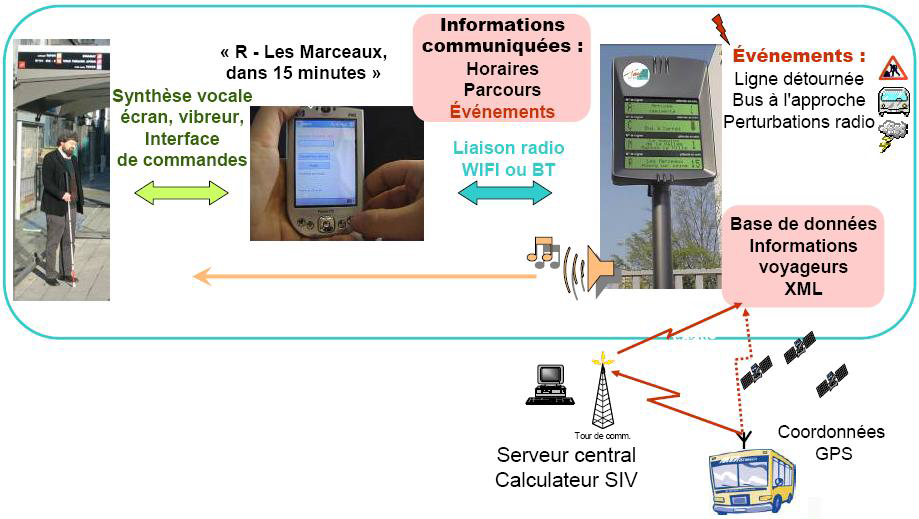 « R - Les Marceaux,
dans 15 minutes »
Synthèse vocale
écran, vibreur,
Interface
de commandes
Informations
communiquées :
Horaires
Parcours
Événements
Liaison radio
WIFI ou BT
Événements :
Ligne détournée
Bus à l'approche
Perturbations radio
Base de données
Informations
voyageurs
XML
Tour de comm.
Serveur central
Calculateur SIV
Coordonnées
GPS